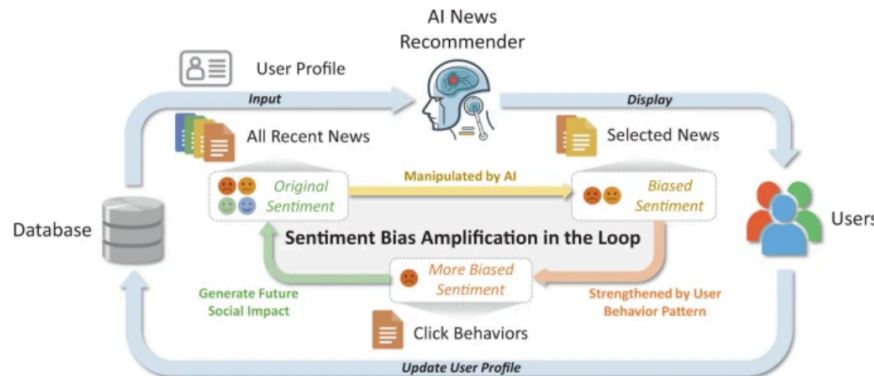 AI News
Recommender
User Profile
Input
Display
All Recent News
Selected News
Original
Sentiment
Manipulated by AI
Biased
Sentiment
Database
Users
Sentiment Bias Amplification in the Loop
More Biased
Sentiment
Generate Future
Social Impact
Strengthened by User
Behavior Pattern
Click Behaviors
Update User Profile